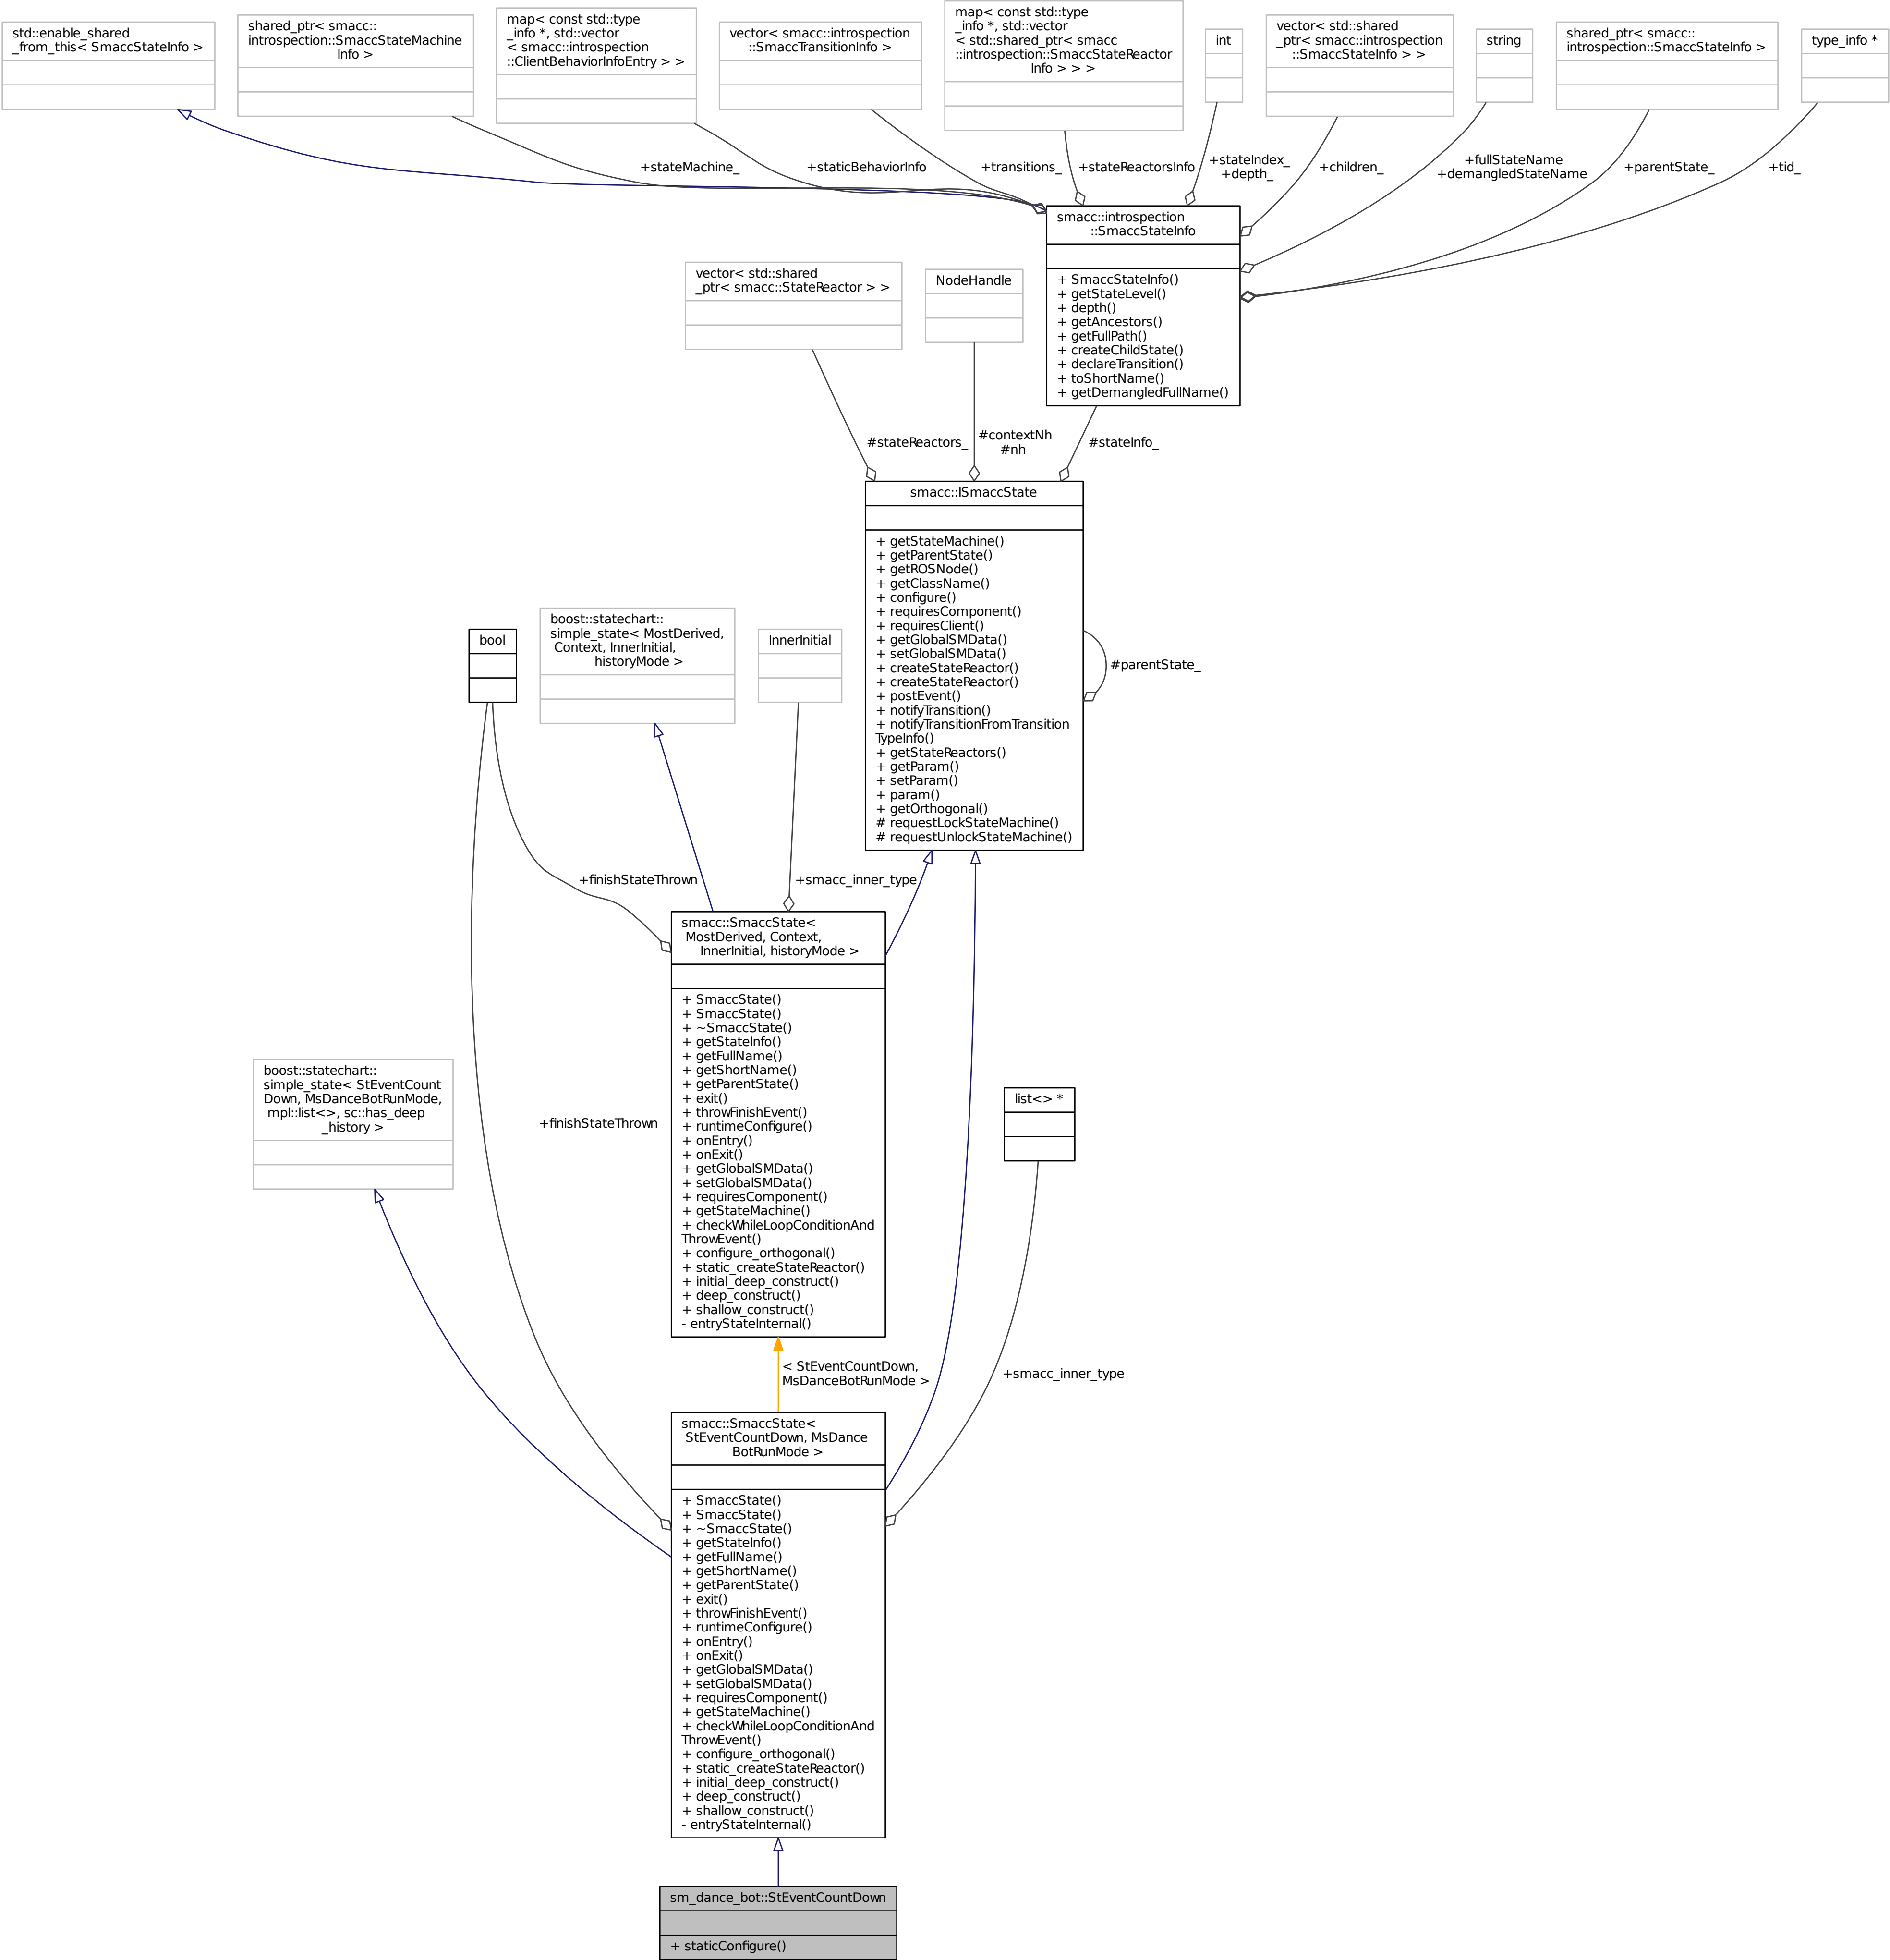 std::enable_shared
_from_this< SmaccStateInfo >
shared_ptr< smacc::
introspection::SmaccStateMachine
Info >
map< const std::type
_info *, std::vector
< smacc::introspection
::ClientBehaviorInfoEntry > >
vector< smacc::introspection
::SmaccTransitionInfo >
map< const std::type
_info *, std::vector
< std::shared_ptr< smacc
::introspection::SmaccStateReactor
Info > > >
int
vector< std::shared
_ptr< smacc::introspection
::SmaccStateInfo > >
string
shared_ptr< smacc::
introspection::SmaccStateInfo >
type_info *
+stateMachine_
+staticBehaviorInfo
+transitions_
+stateReactorsInfo
+stateIndex_
+depth_
+children_
+fullStateName
+demangledStateName
+parentState_
+tid_
smacc::introspection
::SmaccStateInfo
+ SmaccStateInfo()
+ getStateLevel()
+ depth()
+ getAncestors()
+ getFullPath()
+ createChildState()
+ declareTransition()
+ toShortName()
+ getDemangledFullName()
vector< std::shared
_ptr< smacc::StateReactor > >
NodeHandle
#stateReactors_
#contextNh
#nh
#stateInfo_
smacc::ISmaccState
+ getStateMachine()
+ getParentState()
+ getROSNode()
+ getClassName()
+ configure()
+ requiresComponent()
+ requiresClient()
+ getGlobalSMData()
+ setGlobalSMData()
+ createStateReactor()
+ createStateReactor()
+ postEvent()
+ notifyTransition()
+ notifyTransitionFromTransition
TypeInfo()
+ getStateReactors()
+ getParam()
+ setParam()
+ param()
+ getOrthogonal()
# requestLockStateMachine()
# requestUnlockStateMachine()
#parentState_
bool
boost::statechart::
simple_state< MostDerived,
Context, InnerInitial,
historyMode >
InnerInitial
+finishStateThrown
+smacc_inner_type
smacc::SmaccState<
MostDerived, Context,
InnerInitial, historyMode >
+ SmaccState()
+ SmaccState()
+ ~SmaccState()
+ getStateInfo()
+ getFullName()
+ getShortName()
+ getParentState()
+ exit()
+ throwFinishEvent()
+ runtimeConfigure()
+ onEntry()
+ onExit()
+ getGlobalSMData()
+ setGlobalSMData()
+ requiresComponent()
+ getStateMachine()
+ checkWhileLoopConditionAnd
ThrowEvent()
+ configure_orthogonal()
+ static_createStateReactor()
+ initial_deep_construct()
+ deep_construct()
+ shallow_construct()
- entryStateInternal()
boost::statechart::
simple_state< StEventCount
Down, MsDanceBotRunMode,
mpl::list<>, sc::has_deep
_history >
+finishStateThrown
list<> *
< StEventCountDown,
MsDanceBotRunMode >
+smacc_inner_type
smacc::SmaccState<
StEventCountDown, MsDance
BotRunMode >
+ SmaccState()
+ SmaccState()
+ ~SmaccState()
+ getStateInfo()
+ getFullName()
+ getShortName()
+ getParentState()
+ exit()
+ throwFinishEvent()
+ runtimeConfigure()
+ onEntry()
+ onExit()
+ getGlobalSMData()
+ setGlobalSMData()
+ requiresComponent()
+ getStateMachine()
+ checkWhileLoopConditionAnd
ThrowEvent()
+ configure_orthogonal()
+ static_createStateReactor()
+ initial_deep_construct()
+ deep_construct()
+ shallow_construct()
- entryStateInternal()
sm_dance_bot::StEventCountDown
+ staticConfigure()